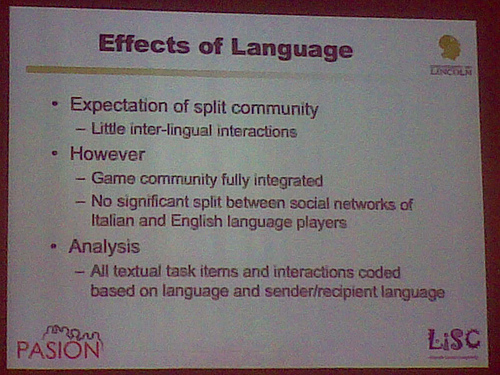 Effects of Language
LINCOLN
• Expectation of split community
– Little inter-lingual interactions
• However
– Game community fully integrated
– No significant split between social networks of
Italian and English language players
• Analysis
– All textual task items and interactions coded
based on language and sender/recipient language
PASION
LiSC